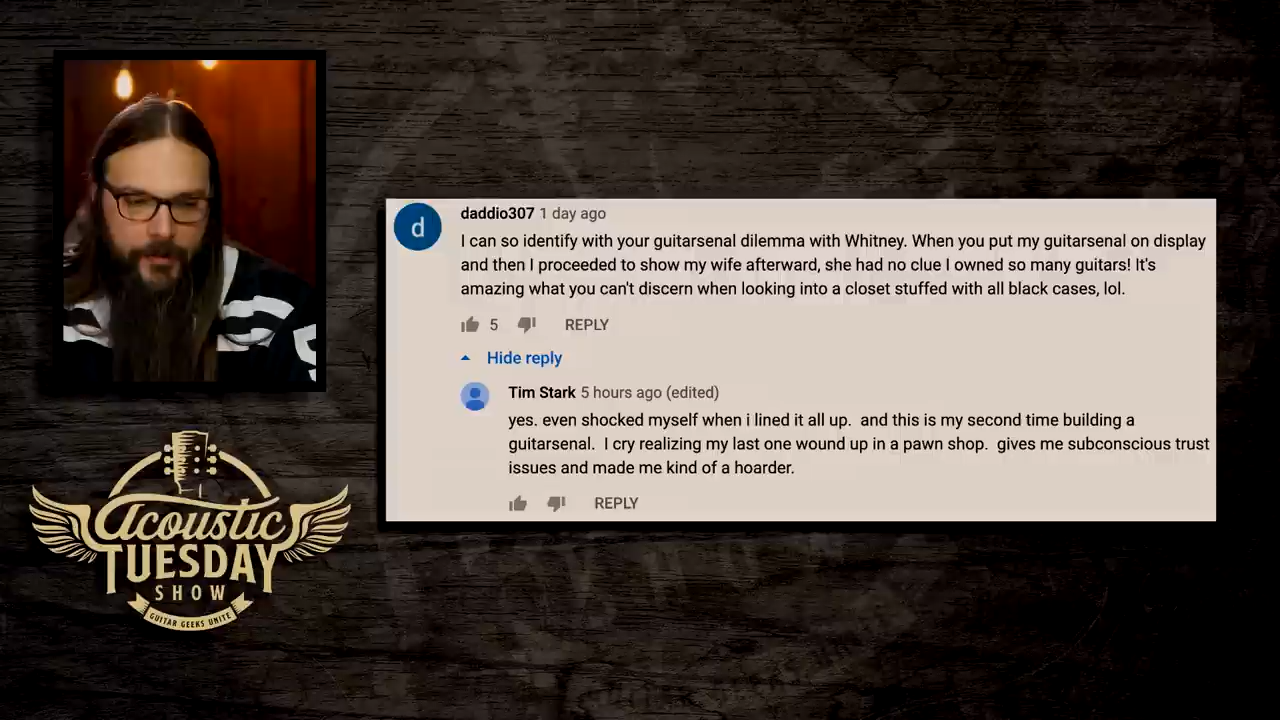 daddio307 1 day ago
I can so identify with your guitarsenal dilemma with Whitney. When you put my guitarsenal on display
and then I proceeded to show my wife afterward, she had no clue I owned so many guitars! It's
amazing what you can't discern when looking into a closet stuffed with all black cases, lol.
5 REPLY
Hide reply
Tim Stark 5 hours ago (edited)
yes. even shocked myself when i lined it all up. and this is my second time building a
guitarsenal. I cry realizing my last one wound up in a pawn shop. gives me subconscious trust
issues and made me kind of a hoarder.
REPLY
d
Acoustic
TUESDAY
SHOW
GUITAR GEEKS UNITE